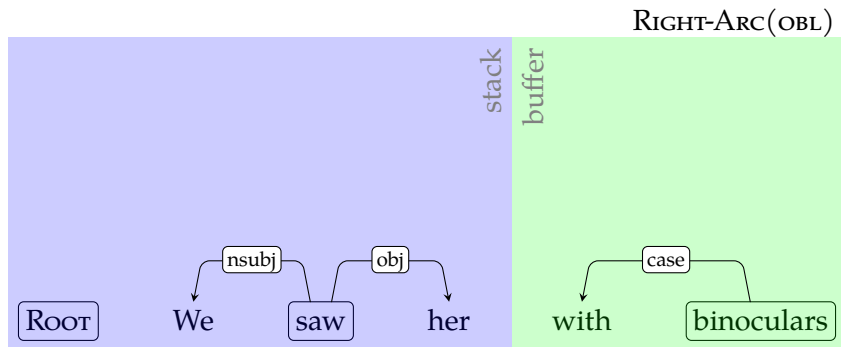 RIGHT-ARC(OBL)
stack
buffer
nsubj obj case
ROOT We saw her with binoculars